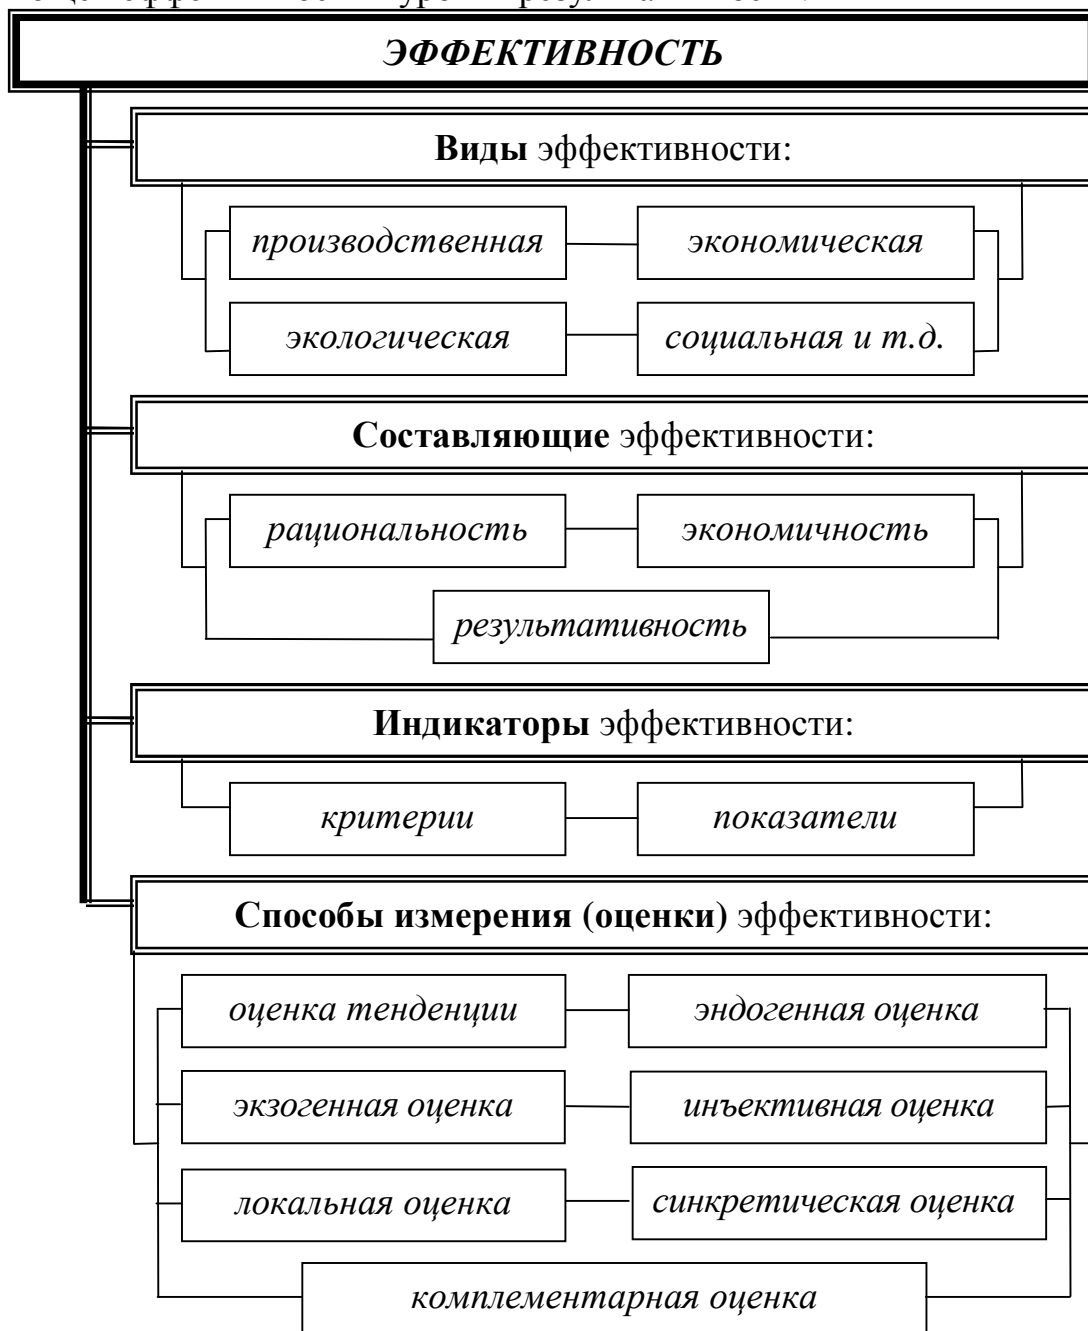 ЭФФЕКТИВНОСТЬ
Виды эффективности:
производственная экономическая
экологическая социальная и т.д.
Составляющие эффективности:
рациональность экономичность
результативность
Индикаторы эффективности:
критерии показатели
Способы измерения (оценки) эффективности:
оценка тенденции эндогенная оценка
экзогенная оценка инъективная оценка
локальная оценка синкретическая оценка
комплементарная оценка